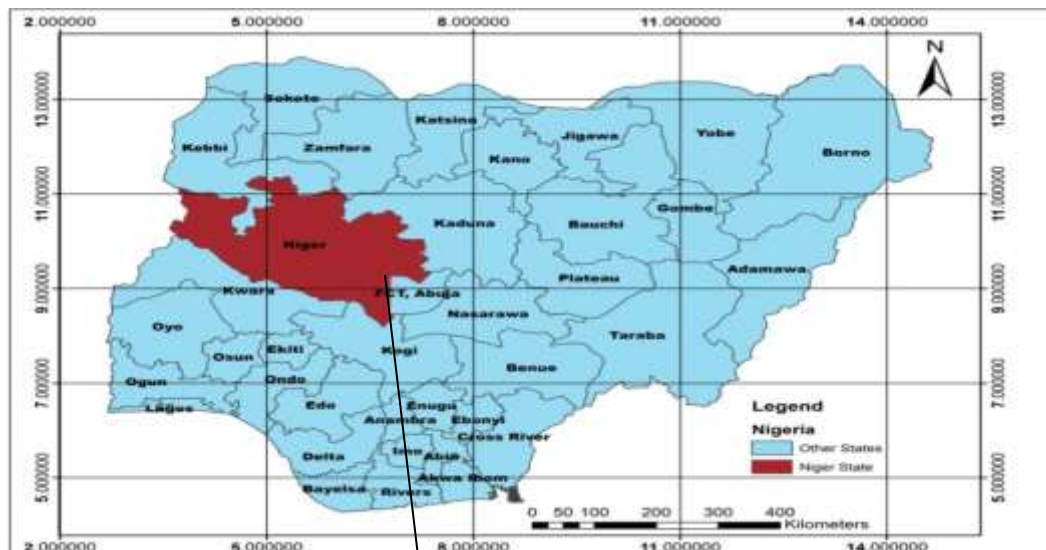 2.000000 5.000000 8.000000 11.000000 14.000000
N
13.000000 13.000000
Sokoto
Katsina
Jigawa
Yobe
Kebbi
Zamfara
Kano
Borno
11.000000 11.000000
Gombe
Kaduna
Bauchi
Niger
Plateau
Adamawa
9.000000 9.000000
Kwara
FCT, Abuja
Nasarawa
Oyo
Taraba
Osun
Ekiti
Kogi
Benue
7.000000 7.000000
Ogun
Ondo
Lagos
Edo
Enugu
Anambra
Ebonyi
Cross River
Imo
Abia
Delta
Akwa Ibom
Bayelsa
Rivers
5.000000 5.000000
Legend
Nigeria
Other States
Niger State
0 50 100 200 300 400
Kilometers
2.000000 5.000000 8.000000 11.000000 14.000000